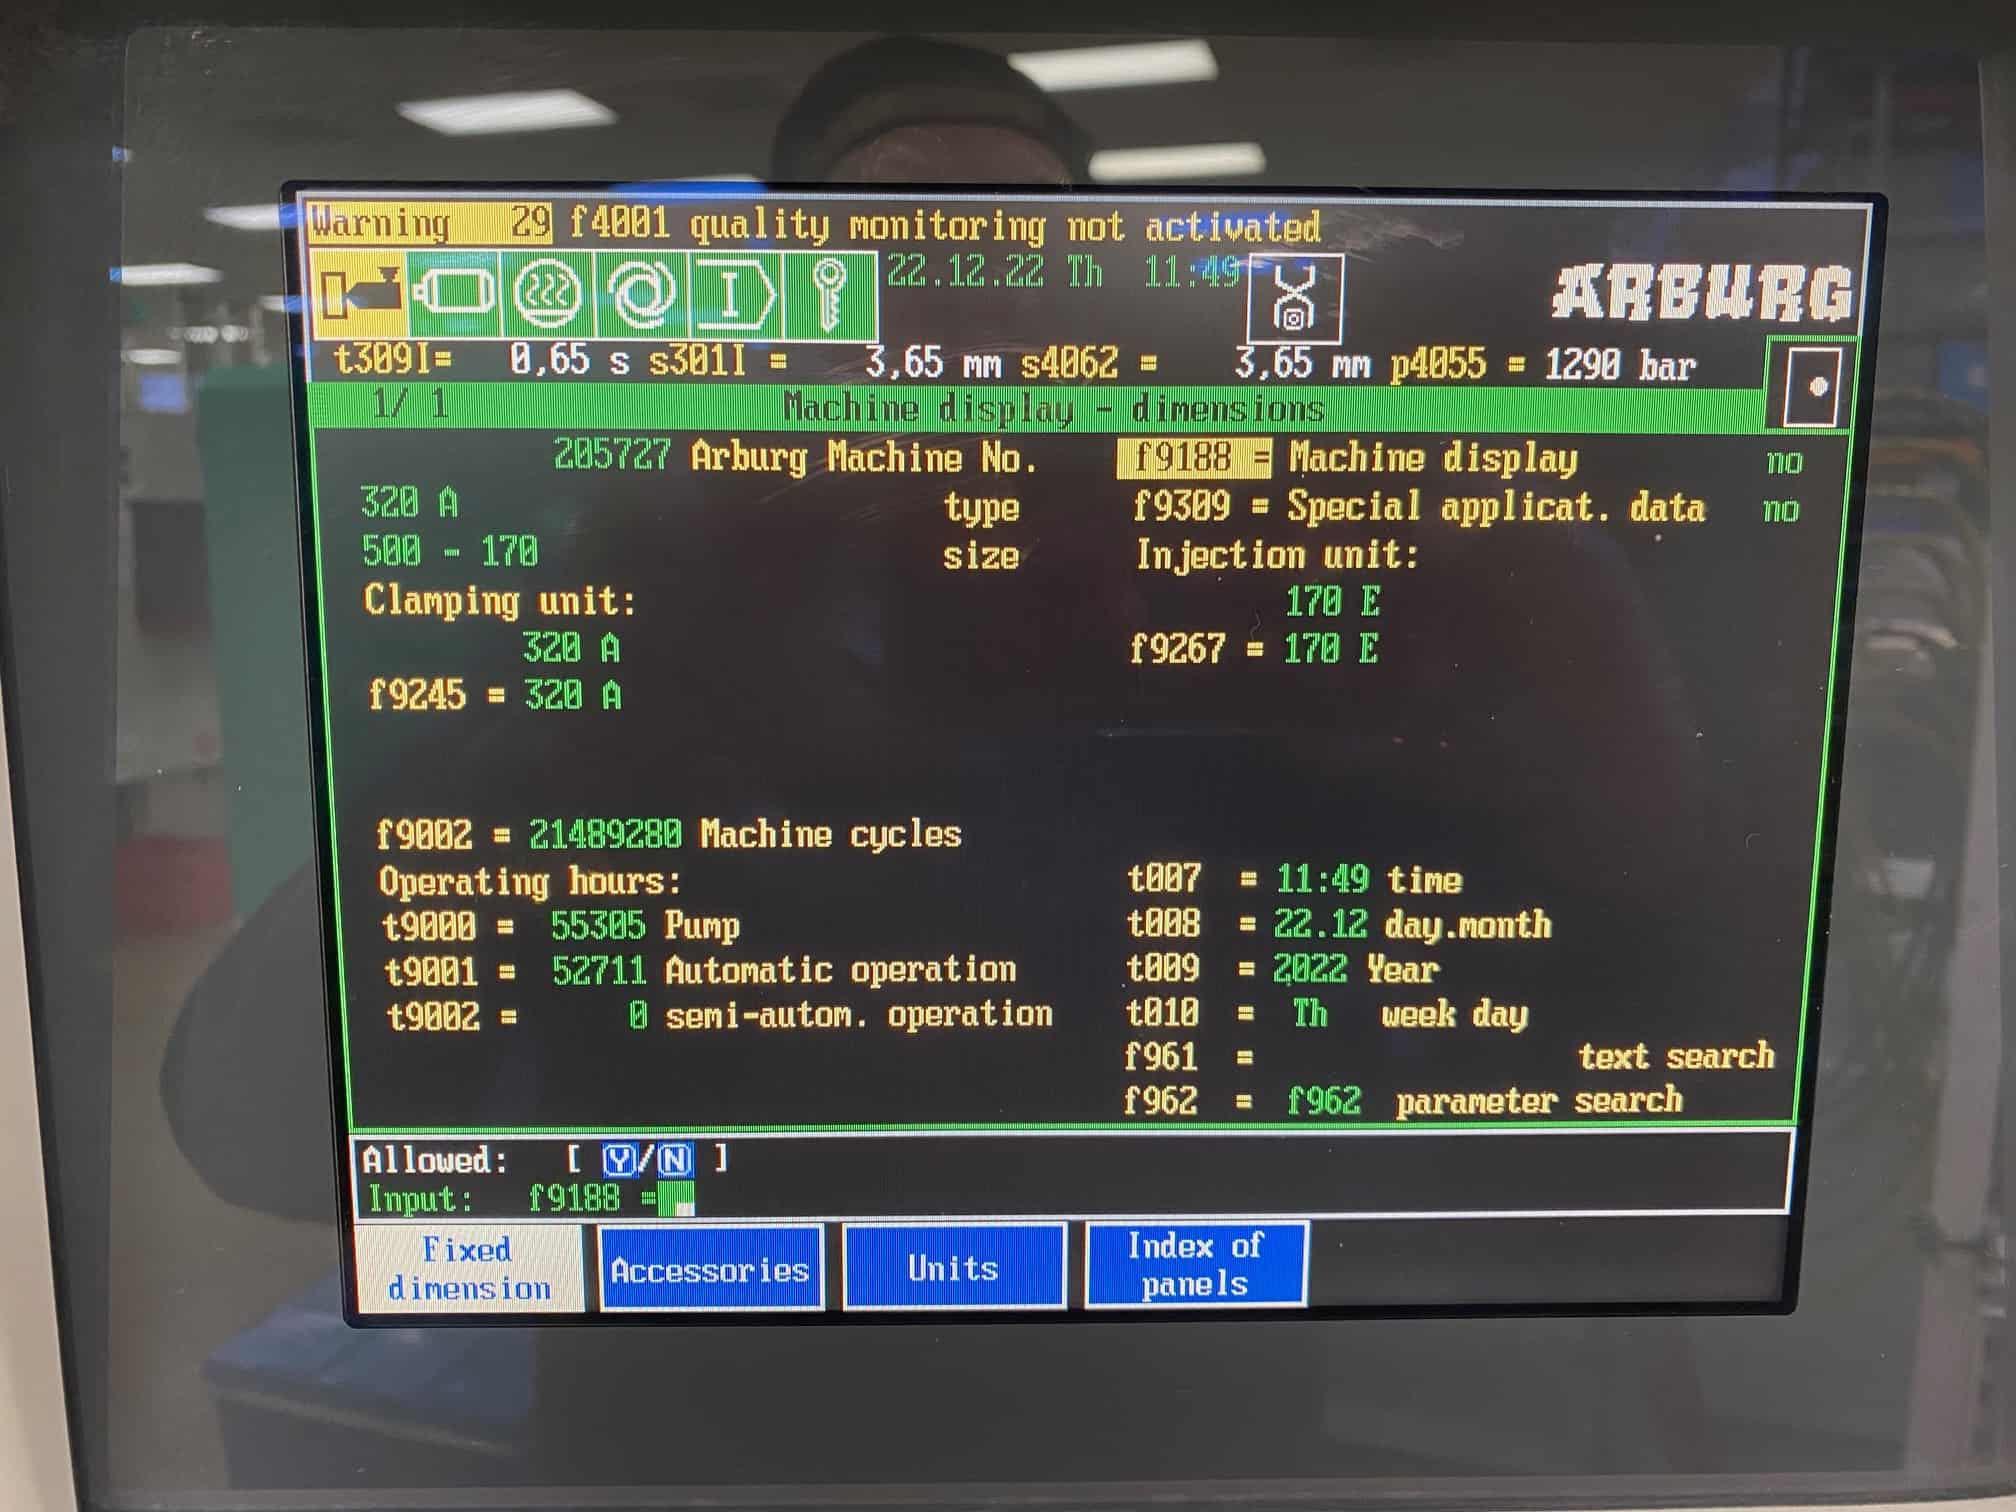 Warning 29 f4001 quality monitoring not activated
22.12.22 Th 11:49
ARBURG
t309I= 0,65 s s301I = 3,65 mm s4062 = 3,65 mm p4055 = 1290 bar
1/ 1 Machine display - dimensions
205727 Arburg Machine No. f9188 = Machine display no
320 A type f9309 = Special applicat. data no
500 - 170 size Injection unit:
Clamping unit: 170 E
320 A f9267 = 170 E
f9245 = 320 A
f9002 = 21489280 Machine cycles
Operating hours: t007 = 11:49 time
t9000 = 55305 Pump t008 = 22.12 day.month
t9001 = 52711 Automatic operation t009 = 2022 Year
t9002 = 0 semi-autom. operation t010 = Th week day
f961 = text search
f962 = f962 parameter search
Allowed: [ Y/N ]
Input: f9188 =
Fixed dimension Accessories Units Index of panels